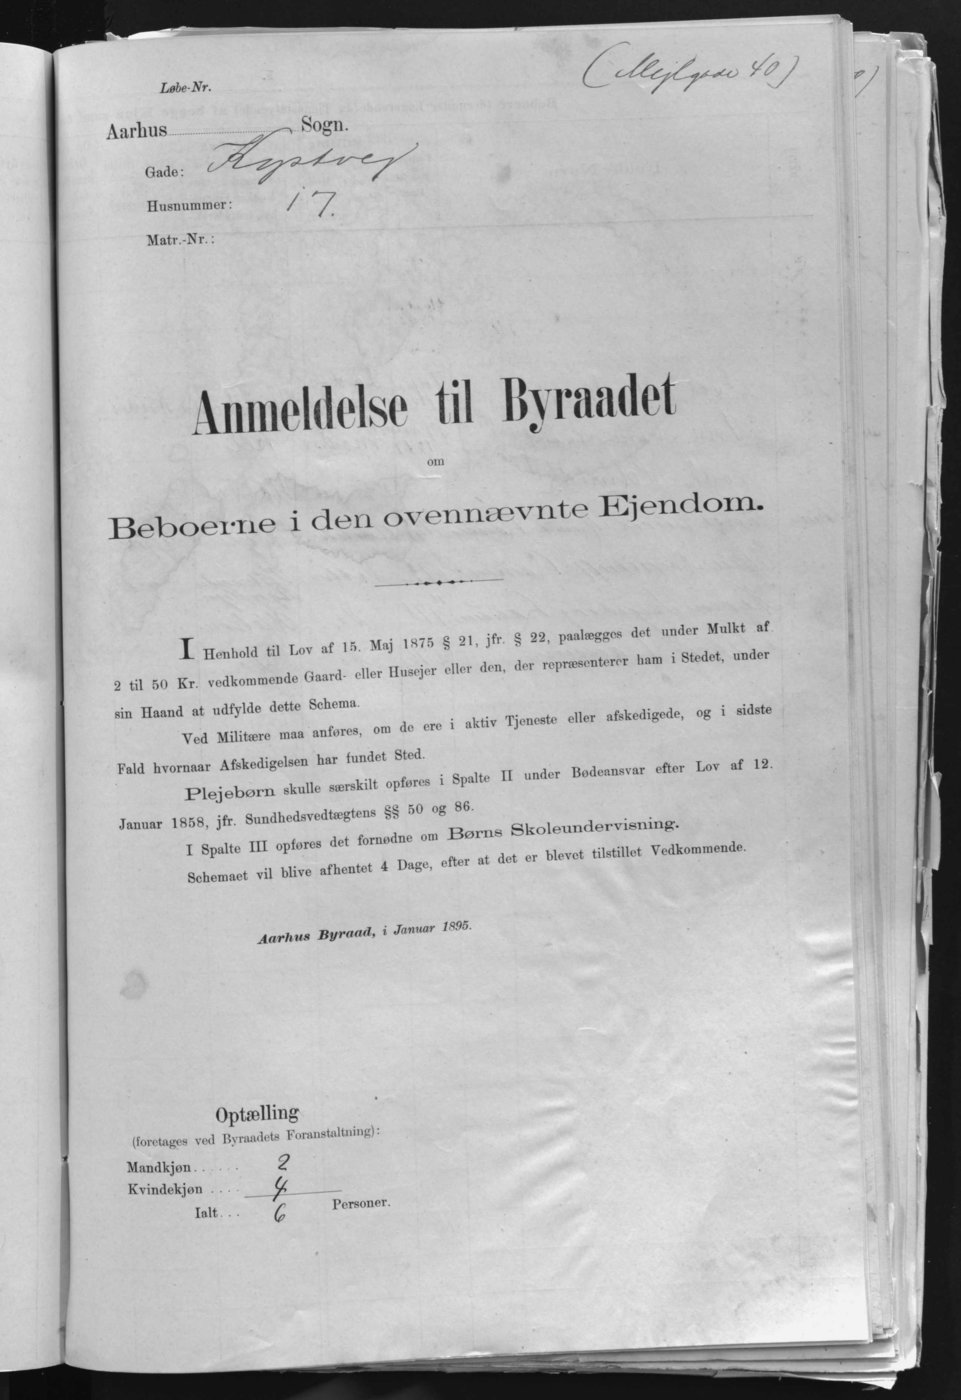 (Mejlgade 40)
Løbe-Nr.
Aarhus Sogn.
Gade: Kystvej
Husnummer: 17.
Matr.-Nr.:
Anmeldelse til Byraadet
om
Beboerne i den ovennævnte Ejendom.
I Henhold til Lov af 15. Maj 1875 § 21, jfr. § 22, paalægges det under Mulkt af
2 til 50 Kr. vedkommende Gaard- eller Husejer eller den, der repræsenterer ham i Stedet, under
sin Haand at udfylde dette Schema.
Ved Militære maa anføres, om de ere i aktiv Tjeneste eller afskedigede, og i sidste
Fald hvornaar Afskedigelsen har fundet Sted.
Plejebørn skulle særskilt opføres i Spalte II under Bødeansvar efter Lov af 12.
Januar 1858, jfr. Sundhedsvedtægtens §§ 50 og 86.
I Spalte III opføres det fornødne om Børns Skoleundervisning.
Schemaet vil blive afhentet 4 Dage, efter at det er blevet tilstillet Vedkommende.
Aarhus Byraad, i Januar 1895.
Optælling
(foretages ved Byraadets Foranstaltning):
Mandkjøn...... 2
Kvindekjøn .... 4
Ialt... 6 Personer.